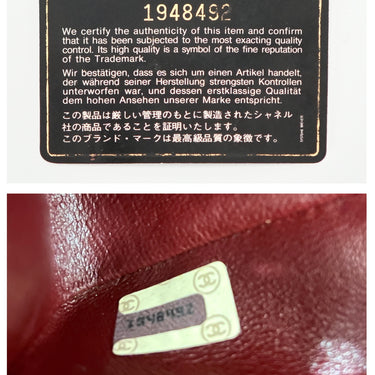 1948492
We certify the authenticity of this item and confirm
that it has been subjected to the most exacting quality
control. Its high quality is a symbol of the fine reputation
of the Trademark.
Wir bestätigen, dass es sich um einen Artikel handelt,
der während seiner Herstellung strengsten Kontrollen
unterworfen war, und dessen erstklassige Qualität
dem hohen Ansehen unserer Marke entspricht.
この製品は厳しい管理のもとに製造されたシャネル
社の商品であることを証明いたします。
このブランド・マークは最高級品質の象徴です。